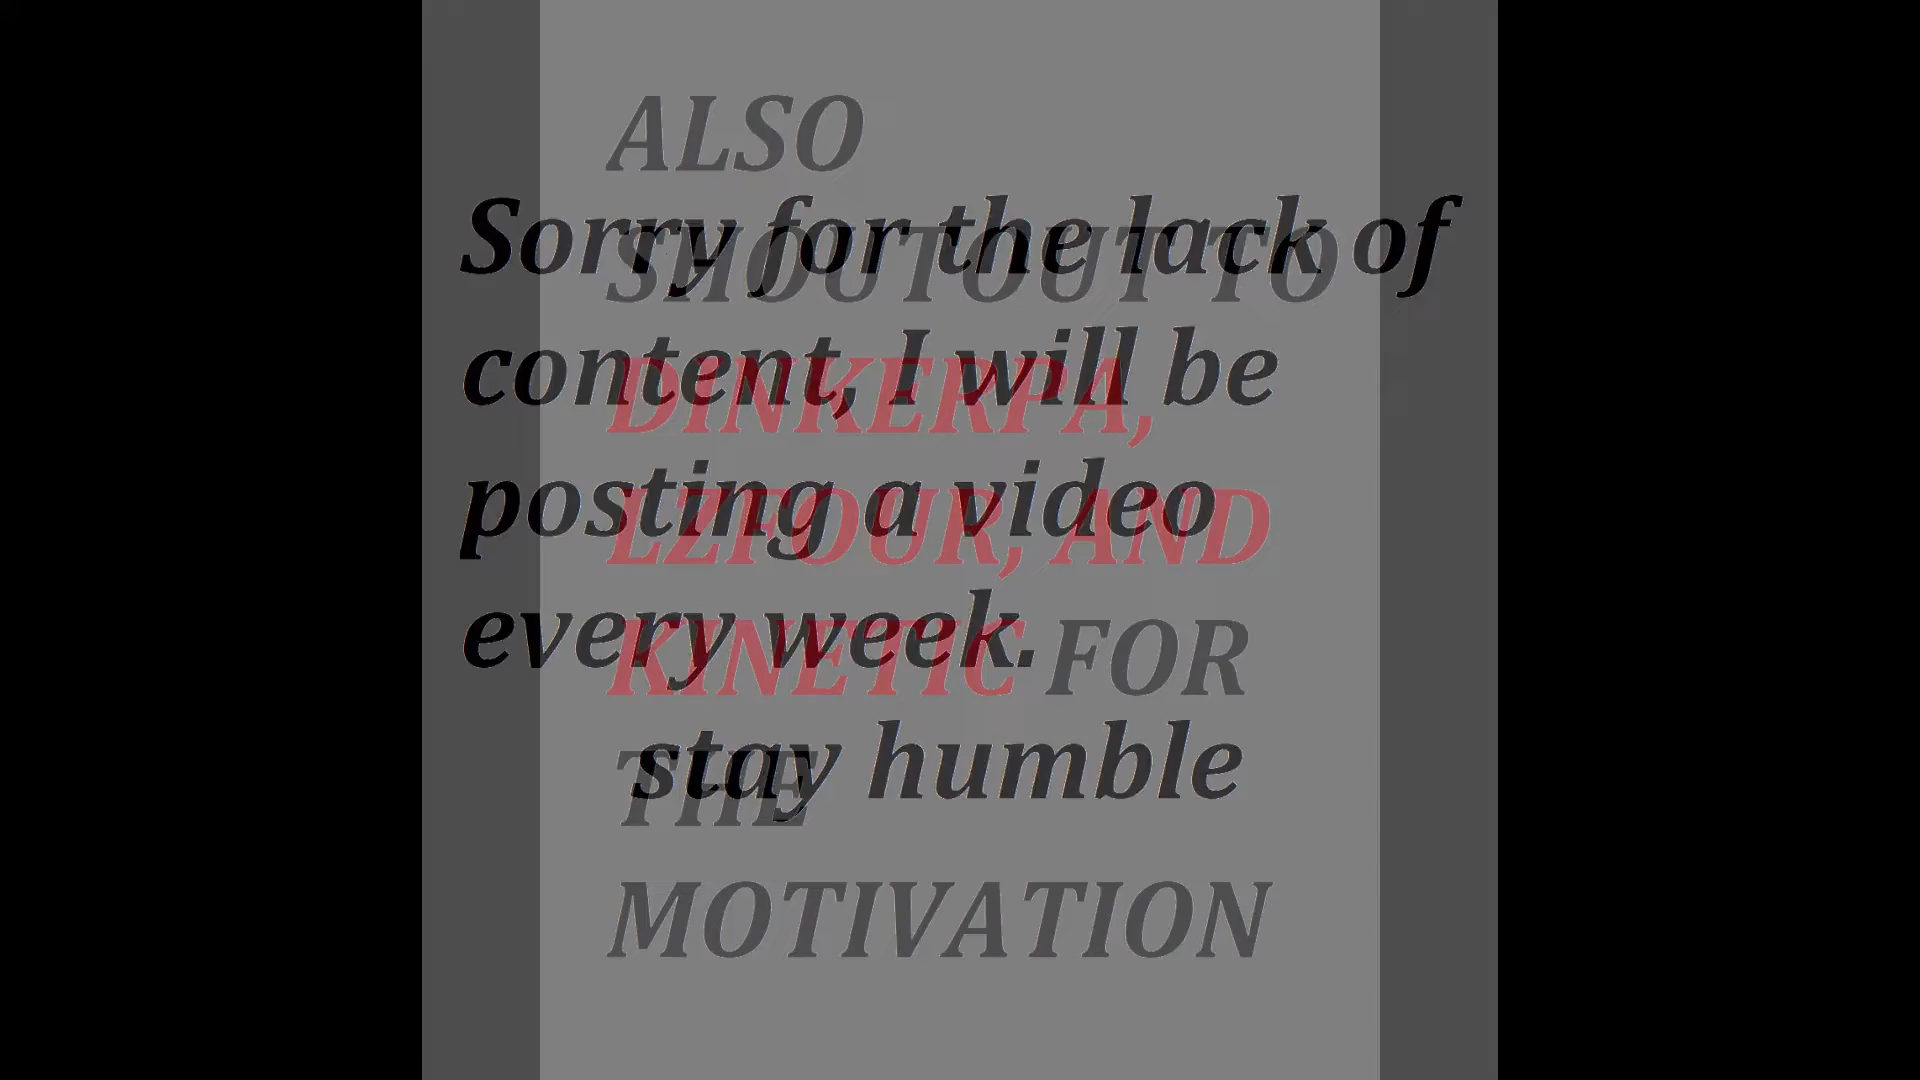 ALSO
SHOUTOUT TO
DINKERPA,
LZFOUR, AND
KINETIC FOR
THE
MOTIVATION
Sorry for the lack of
content, I will be
posting a video
every week.
stay humble